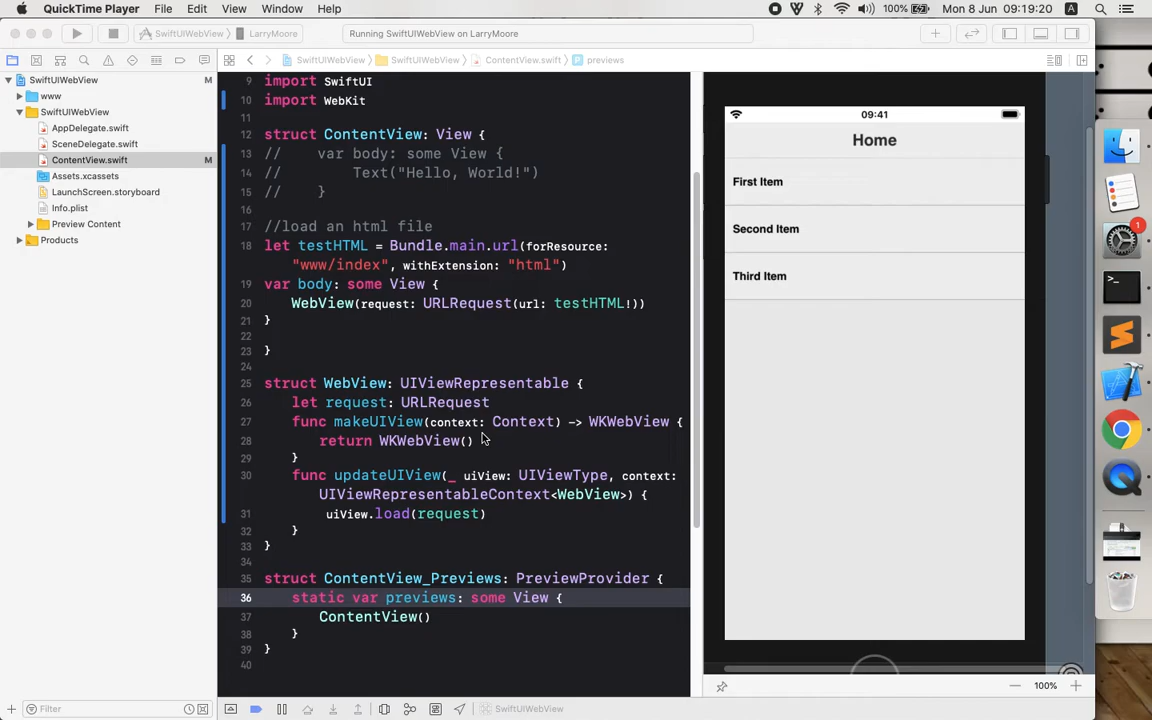 QuickTime Player File Edit View Window Help 100% Mon 8 Jun 09:19:20 A
SwiftUIWebView LarryMoore Running SwiftUIWebView on LarryMoore
SwiftUIWebView SwiftUIWebView ContentView.swift previews
SwiftUIWebView M
www
SwiftUIWebView
AppDelegate.swift
SceneDelegate.swift
ContentView.swift M
Assets.xcassets
LaunchScreen.storyboard
Info.plist
Preview Content
Products
Filter
9 import SwiftUI
10 import WebKit
11
12 struct ContentView: View {
13 // var body: some View {
14 // Text("Hello, World!")
15 // }
16
17 //load an html file
18 let testHTML = Bundle.main.url(forResource:
"www/index", withExtension: "html")
19 var body: some View {
20 WebView(request: URLRequest(url: testHTML!))
21 }
22
23 }
24
25 struct WebView: UIViewRepresentable {
26 let request: URLRequest
27 func makeUIView(context: Context) -> WKWebView {
28 return WKWebView()
29 }
30 func updateUIView(_ uiView: UIViewType, context:
UIViewRepresentableContext<WebView>) {
31 uiView.load(request)
32 }
33 }
34
35 struct ContentView_Previews: PreviewProvider {
36 static var previews: some View {
37 ContentView()
38 }
39 }
40
SwiftUIWebView
09:41
Home
First Item
Second Item
Third Item
100%
1